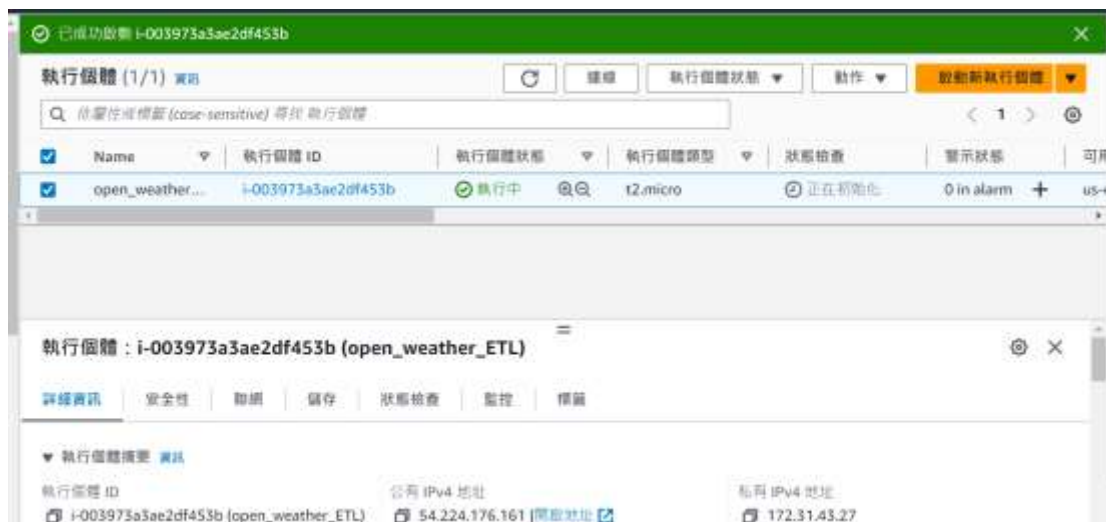 已成功啟動 i-003973a3ae2df453b
執行個體 (1/1) 資訊
連線
執行個體狀態
動作
啟動新執行個體
依屬性或標籤 (case-sensitive) 尋找 執行個體
1
Name 執行個體 ID 執行個體狀態 執行個體類型 狀態檢查 警示狀態 可用
open_weather... i-003973a3ae2df453b 執行中 t2.micro 正在初始化 0 in alarm us-
執行個體：i-003973a3ae2df453b (open_weather_ETL)
詳細資訊 安全性 聯網 儲存 狀態檢查 監控 標籤
執行個體摘要 資訊
執行個體 ID 公有 IPv4 地址 私有 IPv4 地址
i-003973a3ae2df453b (open_weather_ETL) 54.224.176.161 |開啟地址 172.31.43.27